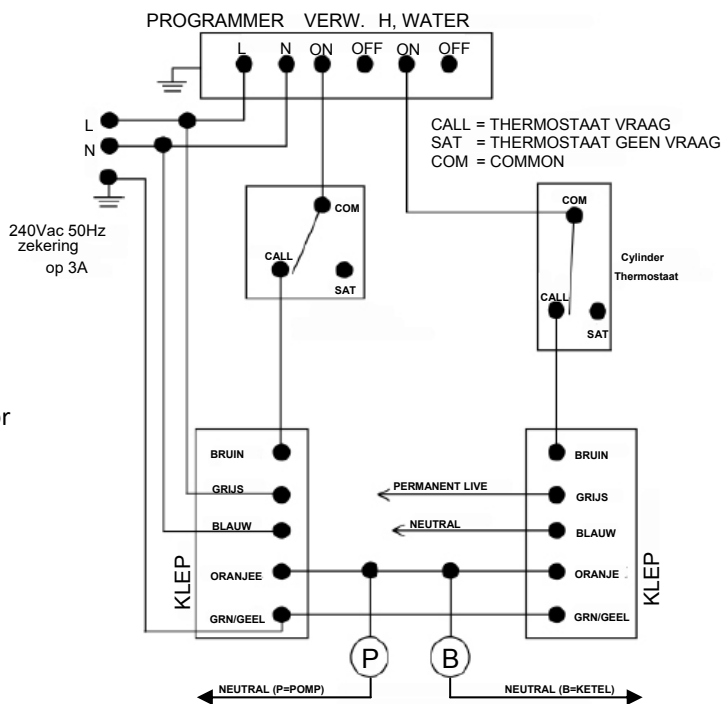 PROGRAMMER VERW. H, WATER
L N ON OFF ON OFF
L
N
CALL = THERMOSTAAT VRAAG
SAT = THERMOSTAAT GEEN VRAAG
COM = COMMON
240Vac 50Hz
zekering
op 3A
COM
CALL
SAT
COM
CALL
SAT
Cylinder
Thermostaat
BRUIN
GRIJS
BLAUW
ORANJEE
GRN/GEEL
KLEP
PERMANENT LIVE
NEUTRAL
BRUIN
GRIJS
BLAUW
ORANJE
GRN/GEEL
KLEP
P
B
NEUTRAL (P=POMP)
NEUTRAL (B=KETEL)